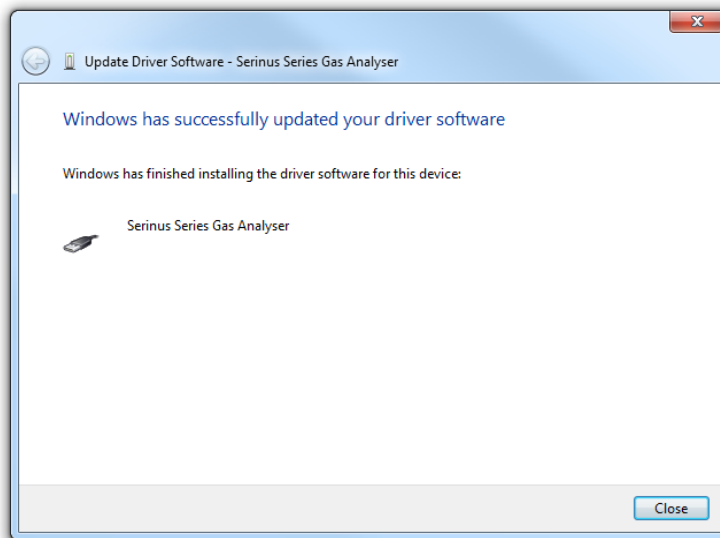 Update Driver Software - Serinus Series Gas Analyser
Windows has successfully updated your driver software
Windows has finished installing the driver software for this device:
Serinus Series Gas Analyser
Close